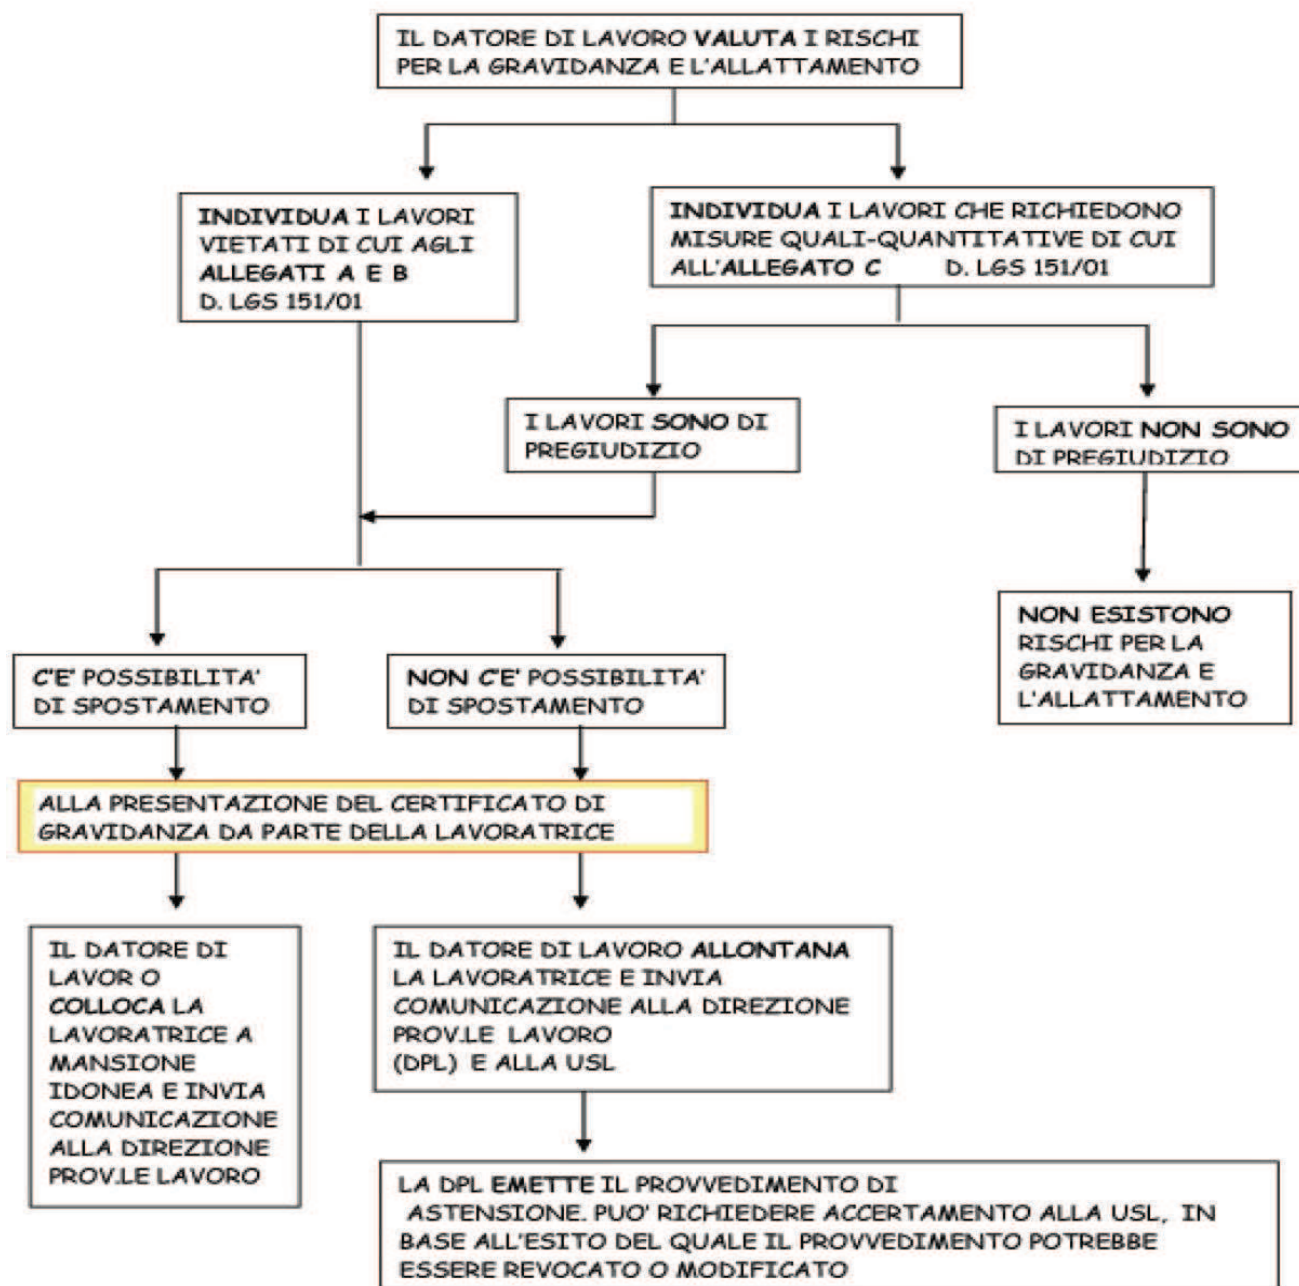 IL DATORE DI LAVORO VALUTA I RISCHI
PER LA GRAVIDANZA E L'ALLATTAMENTO
INDIVIDUA I LAVORI
VIETATI DI CUI AGLI
ALLEGATI A E B
D. LGS 151/01
INDIVIDUA I LAVORI CHE RICHIEDONO
MISURE QUALI-QUANTITATIVE DI CUI
ALL'ALLEGATO C D. LGS 151/01
I LAVORI SONO DI
PREGIUDIZIO
I LAVORI NON SONO
DI PREGIUDIZIO
NON ESISTONO
RISCHI PER LA
GRAVIDANZA E
L'ALLATTAMENTO
C'E' POSSIBILITA'
DI SPOSTAMENTO
NON C'E' POSSIBILITA'
DI SPOSTAMENTO
ALLA PRESENTAZIONE DEL CERTIFICATO DI
GRAVIDANZA DA PARTE DELLA LAVORATRICE
IL DATORE DI
LAVOR O
COLLOCA LA
LAVORATRICE A
MANSIONE
IDONEA E INVIA
COMUNICAZIONE
ALLA DIREZIONE
PROV.LE LAVORO
IL DATORE DI LAVORO ALLONTANA
LA LAVORATRICE E INVIA
COMUNICAZIONE ALLA DIREZIONE
PROV.LE LAVORO
(DPL) E ALLA USL
LA DPL EMETTE IL PROVVEDIMENTO DI
ASTENSIONE. PUO' RICHIEDERE ACCERTAMENTO ALLA USL, IN
BASE ALL'ESITO DEL QUALE IL PROVVEDIMENTO POTREBBE
ESSERE REVOCATO O MODIFICATO